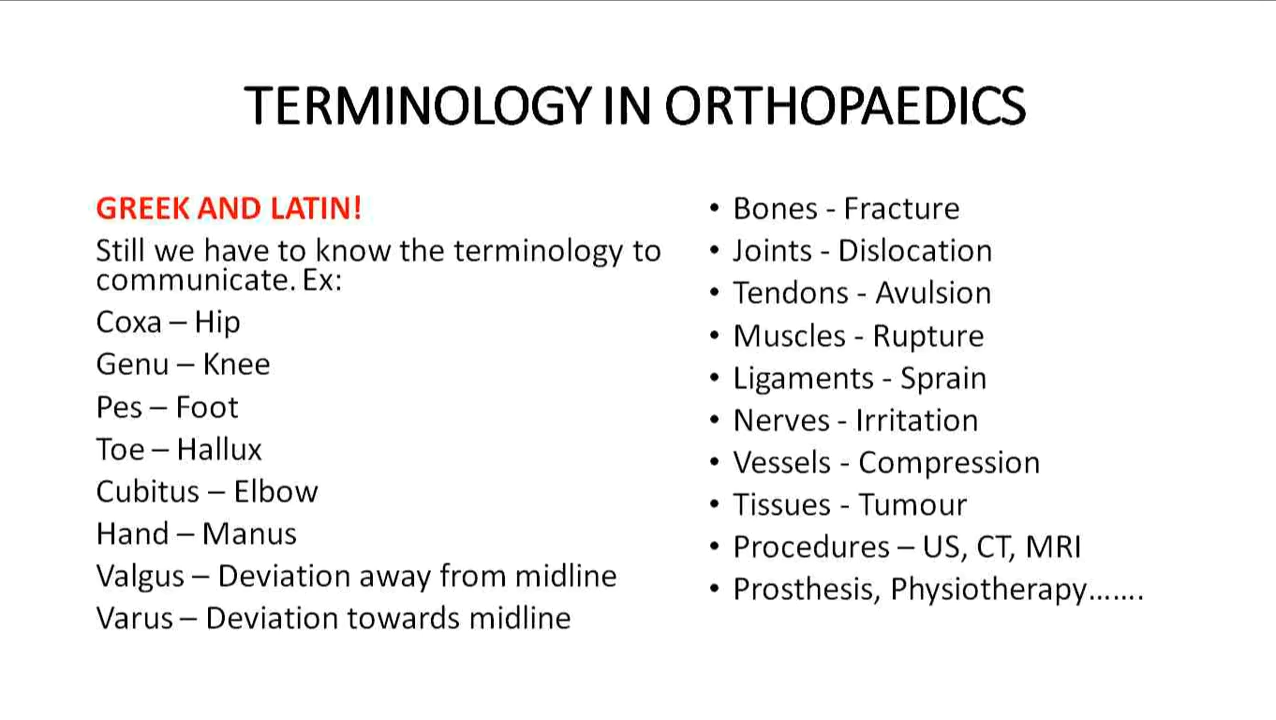 TERMINOLOGY IN ORTHOPAEDICS
GREEK AND LATIN!
Still we have to know the terminology to
communicate. Ex:
Coxa – Hip
Genu – Knee
Pes – Foot
Toe – Hallux
Cubitus – Elbow
Hand – Manus
Valgus – Deviation away from midline
Varus – Deviation towards midline
• Bones - Fracture
• Joints - Dislocation
• Tendons - Avulsion
• Muscles - Rupture
• Ligaments - Sprain
• Nerves - Irritation
• Vessels - Compression
• Tissues - Tumour
• Procedures – US, CT, MRI
• Prosthesis, Physiotherapy.......